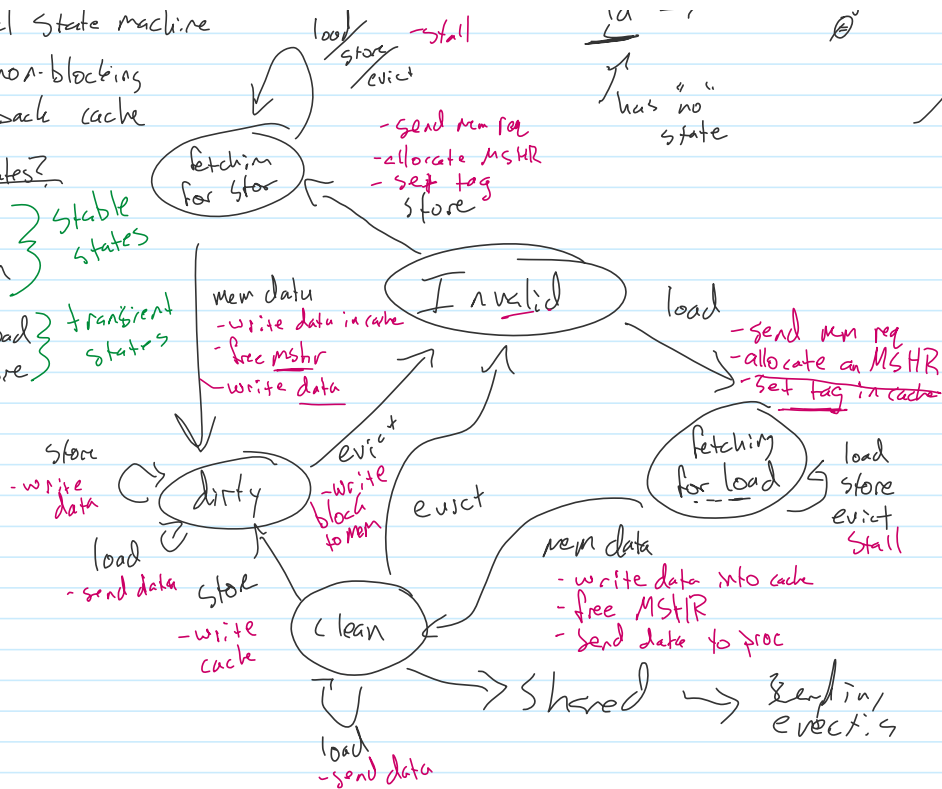 state machine
non-blocking
back cache
stable
states
transient
states
load/
store/
evict
-stall
has "no"
state
fetchin
for stor
-send mem req
-allocate MSHR
- set tag
store
Invalid
load
-send mem req
-allocate an MSHR
-set tag in cache
mem data
-write data in cache
-free mshr
-write data
fetching
for load
load
store
evict
stall
store
-write
data
dirty
evict
-write
block
to mem
evict
load
-send data
store
-write
cache
clean
mem data
- write data into cache
- free MSHR
- send data to proc
load
-send data
shared